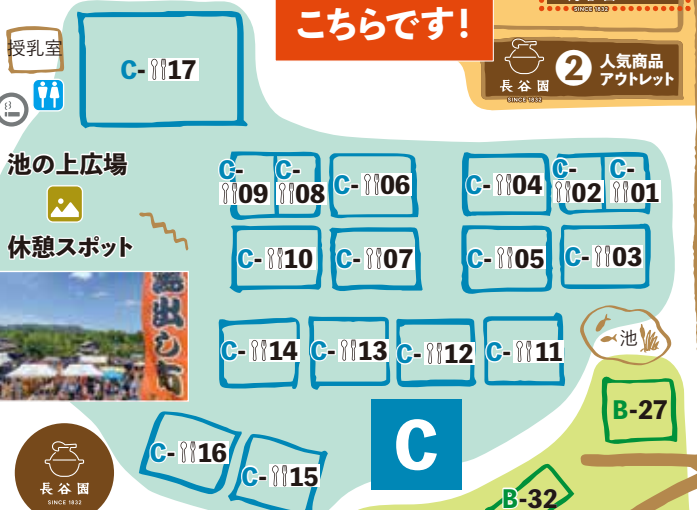 こちらです!
SINCE 1832
授乳室
C-17
長谷園
SINCE 1832
2
人気商品
アウトレット
池の上広場
休憩スポット
C-09
C-08
C-06
C-04
C-02
C-01
C-10
C-07
C-05
C-03
出し市
池
C-14
C-13
C-12
C-11
B-27
C
C-16
C-15
B-32
長谷園
SINCE 1832